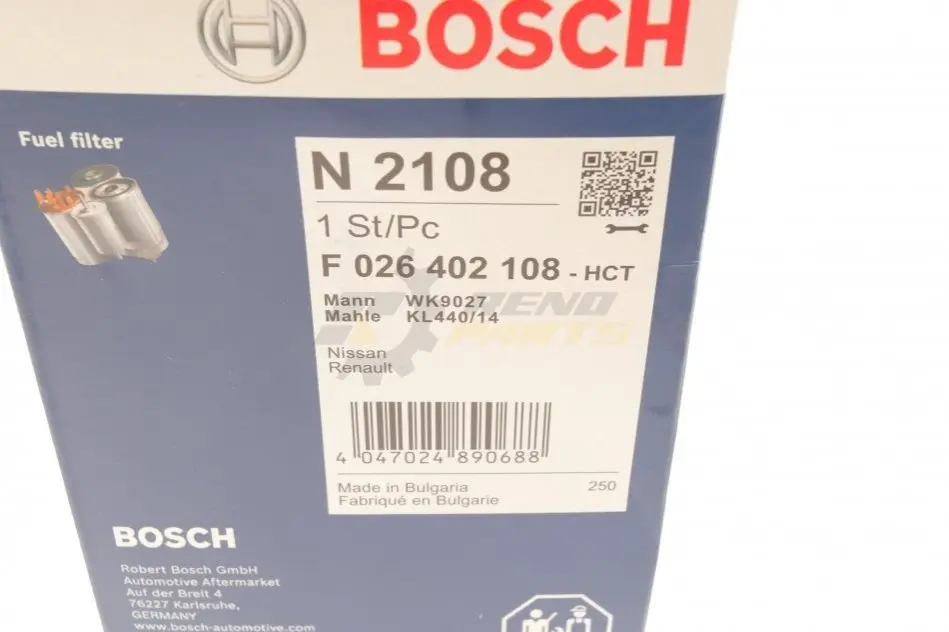 BOSCH
Fuel filter
N 2108
1 St/Pc
F 026 402 108 - HCT
Mann WK9027
Mahle KL440/14
RENO
PARTS
Nissan
Renault
4 047024 890688
Made in Bulgaria 250
Fabriqué en Bulgarie
BOSCH
Robert Bosch GmbH
Automotive Aftermarket
Auf der Breit 4
76227 Karlsruhe,
GERMANY
www.bosch-automotive.com